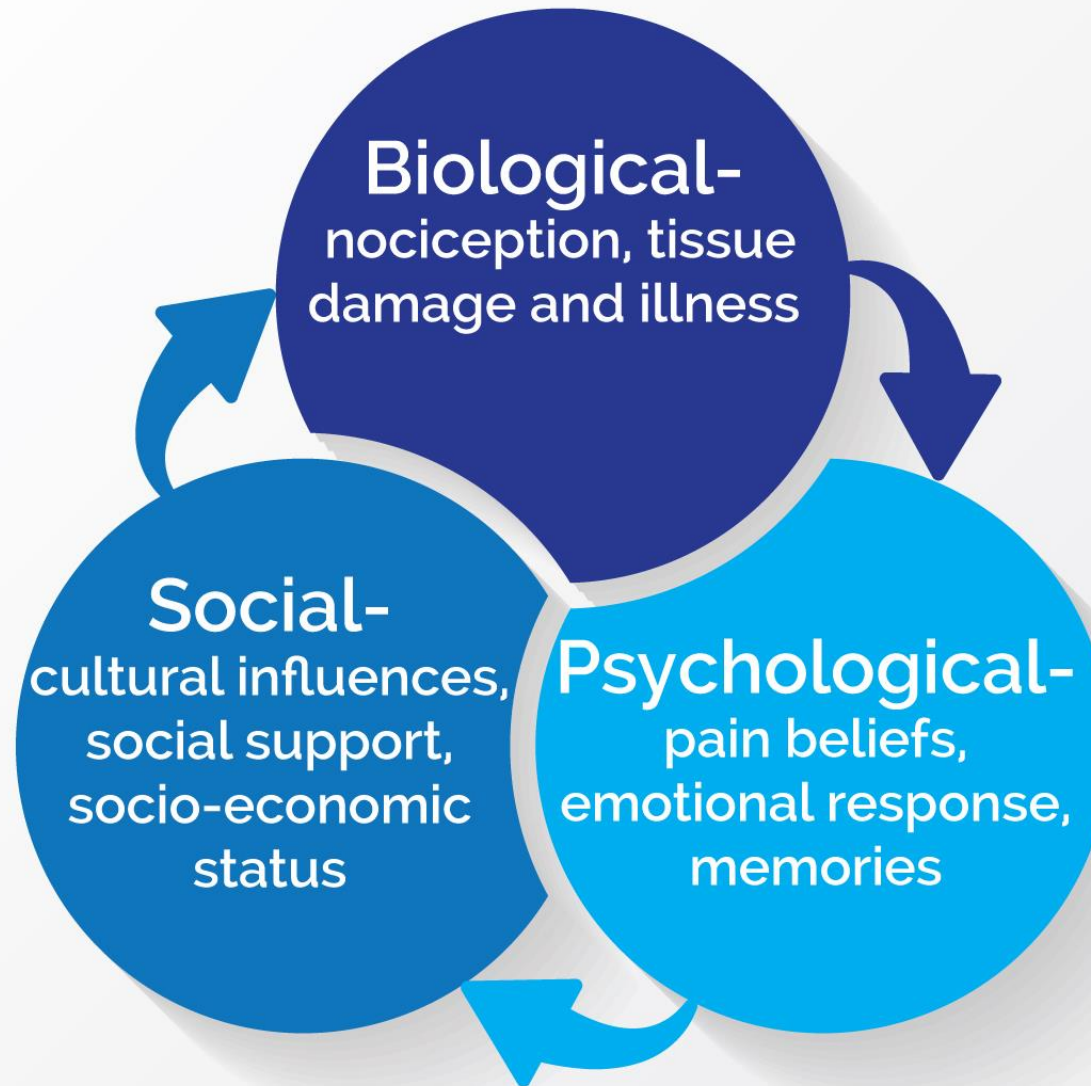 Biological-
nociception, tissue
damage and illness
Social-
cultural influences,
social support,
socio-economic
status
Psychological-
pain beliefs,
emotional response,
memories